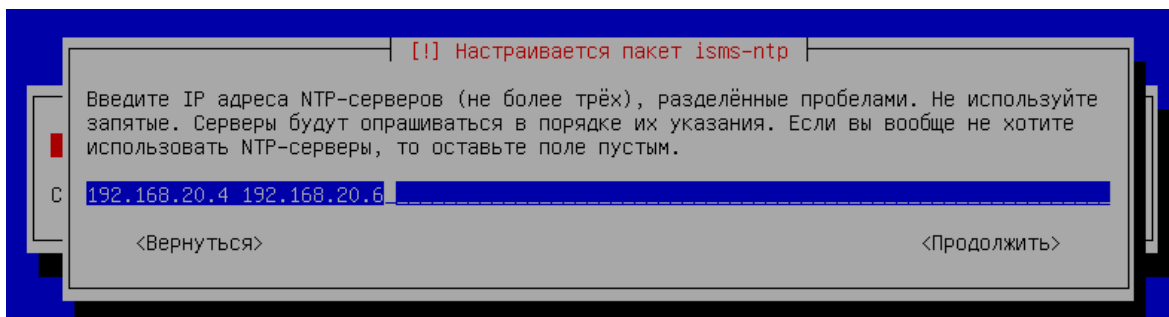 [!] Настраивается пакет isms-ntp
Введите IP адреса NTP-серверов (не более трёх), разделённые пробелами. Не используйте
запятые. Серверы будут опрашиваться в порядке их указания. Если вы вообще не хотите
использовать NTP-серверы, то оставьте поле пустым.
С
192.168.20.4 192.168.20.6
<Вернуться> <Продолжить>